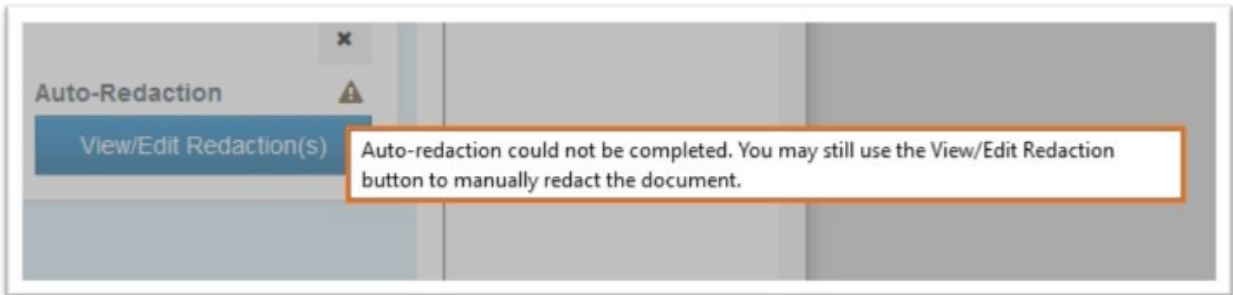 Auto-Redaction
View/Edit Redaction(s)
Auto-redaction could not be completed. You may still use the View/Edit Redaction
button to manually redact the document.